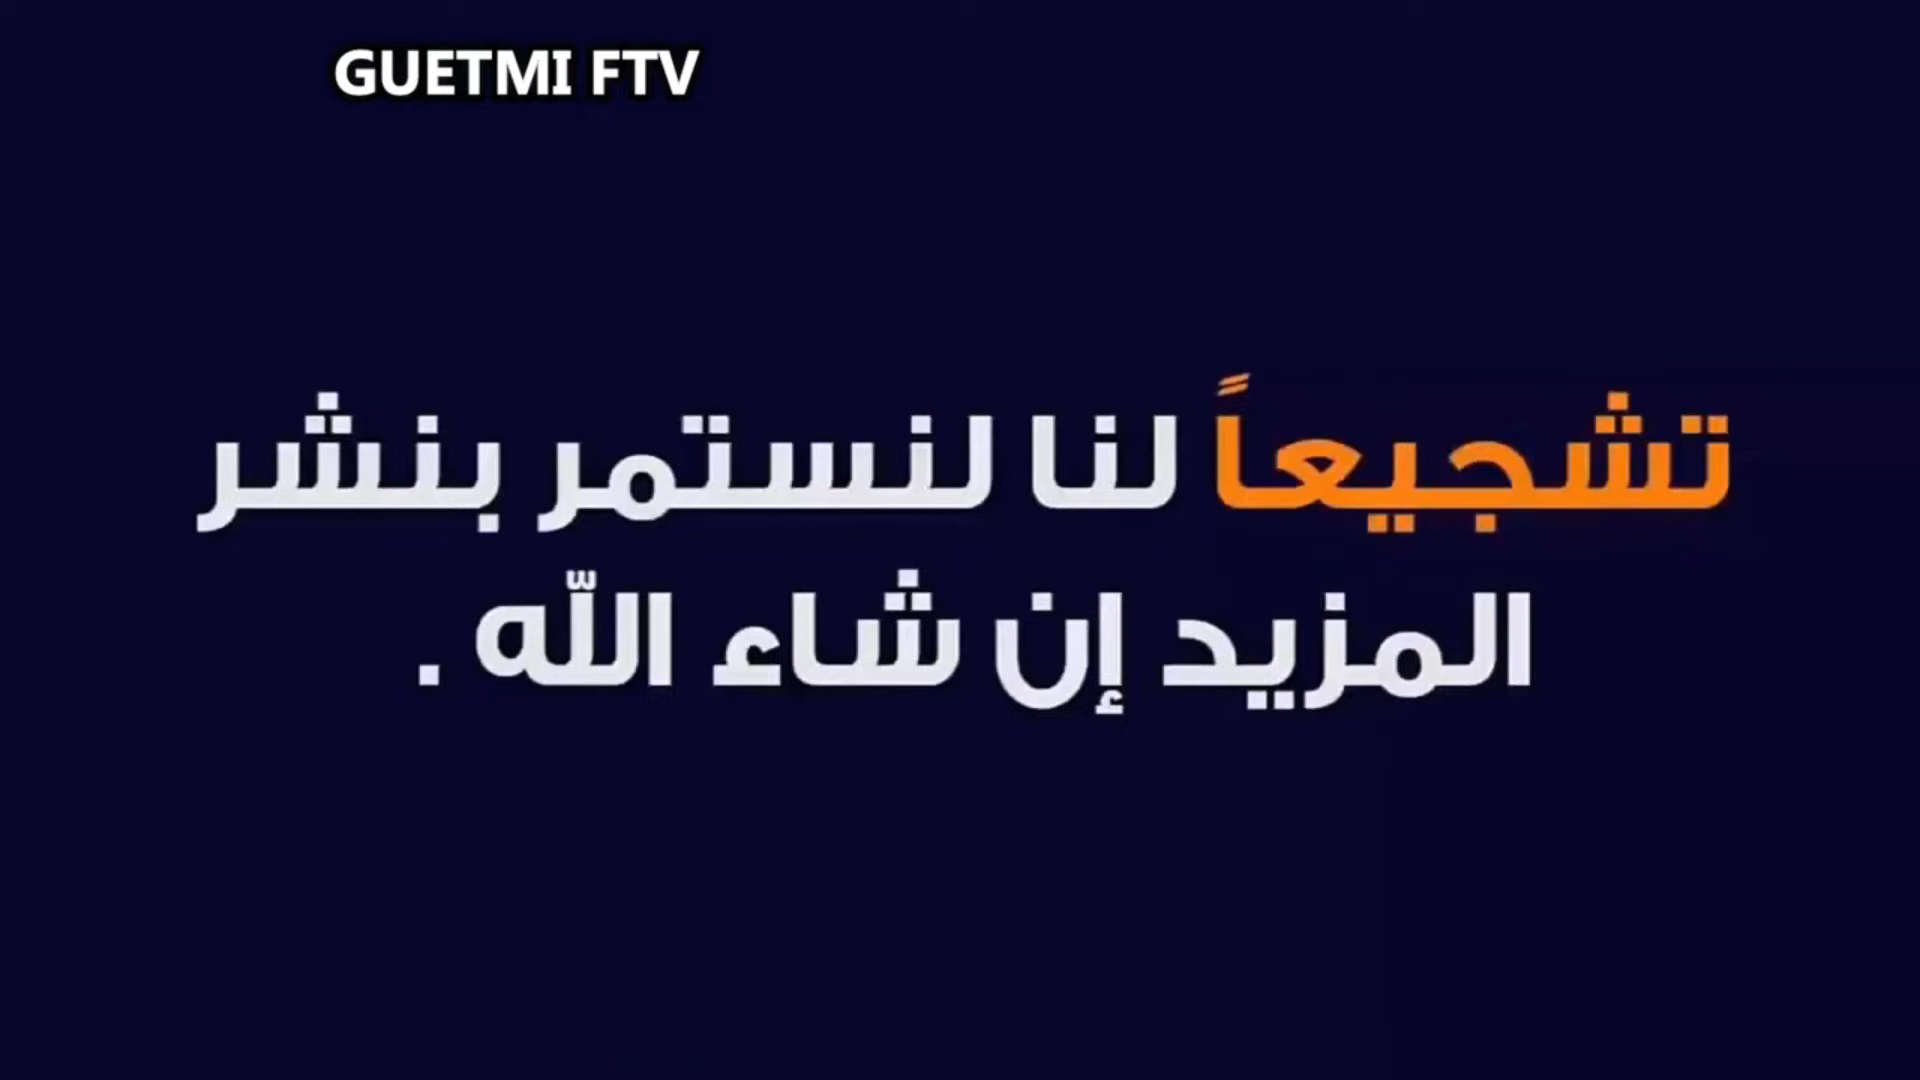 GUETMI FTV
تشجيعاً لنا لنستمر بنشر
المزيد إن شاء اللّه .